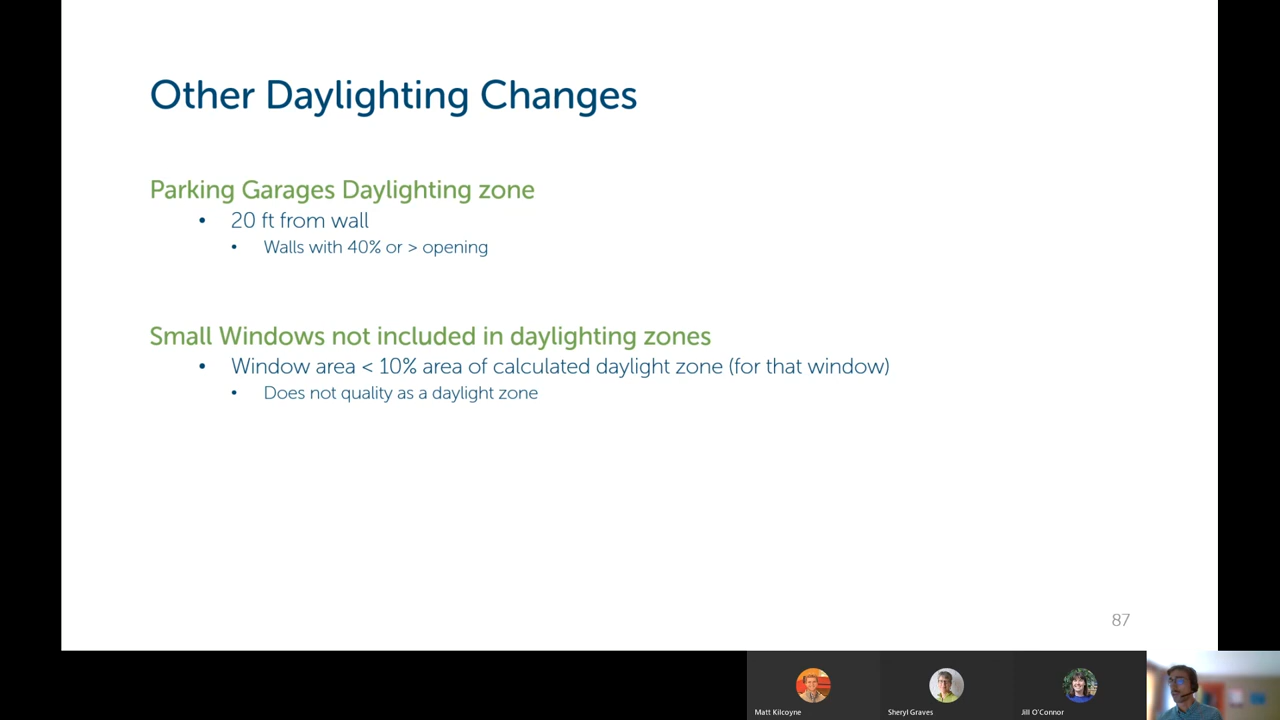 Other Daylighting Changes
Parking Garages Daylighting zone
• 20 ft from wall
• Walls with 40% or > opening
Small Windows not included in daylighting zones
• Window area < 10% area of calculated daylight zone (for that window)
• Does not quality as a daylight zone
87
Matt Kilcoyne
Sheryl Graves
Jill O'Connor